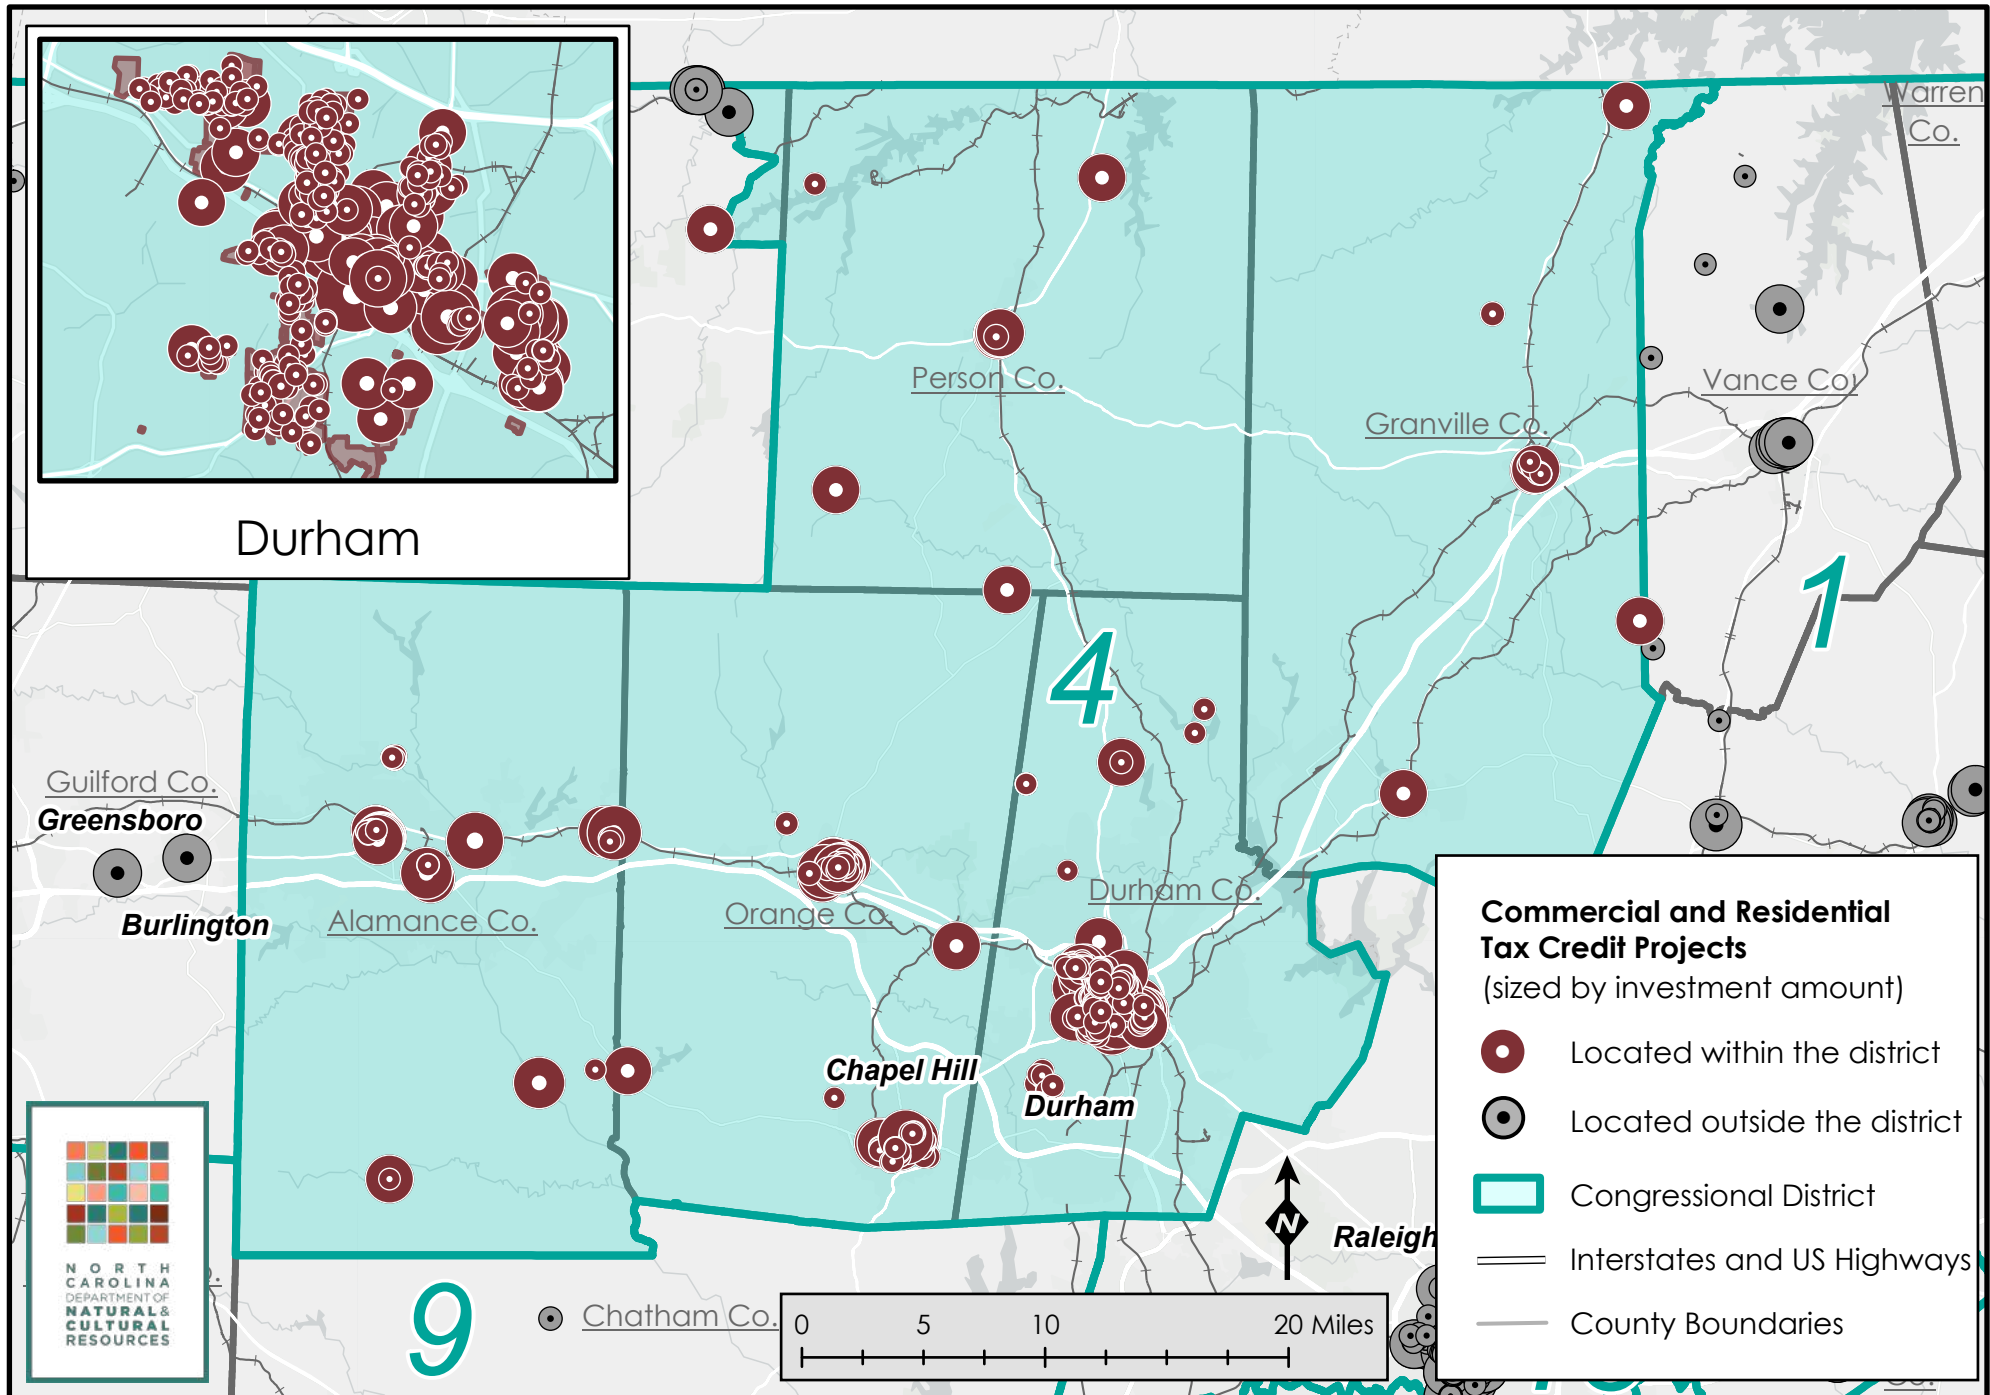 Durham
Warren
Co.
Person Co.
Granville Co.
Vance Co.
1
4
Guilford Co.
Greensboro
Burlington
Alamance Co.
Orange Co.
Durham Co.
Chapel Hill
Durham
Raleigh
9
Chatham Co.
N
0 5 10 20 Miles
Commercial and Residential
Tax Credit Projects
(sized by investment amount)
Located within the district
Located outside the district
Congressional District
Interstates and US Highways
County Boundaries
NORTH
CAROLINA
DEPARTMENT OF
NATURAL &
CULTURAL
RESOURCES
Co.